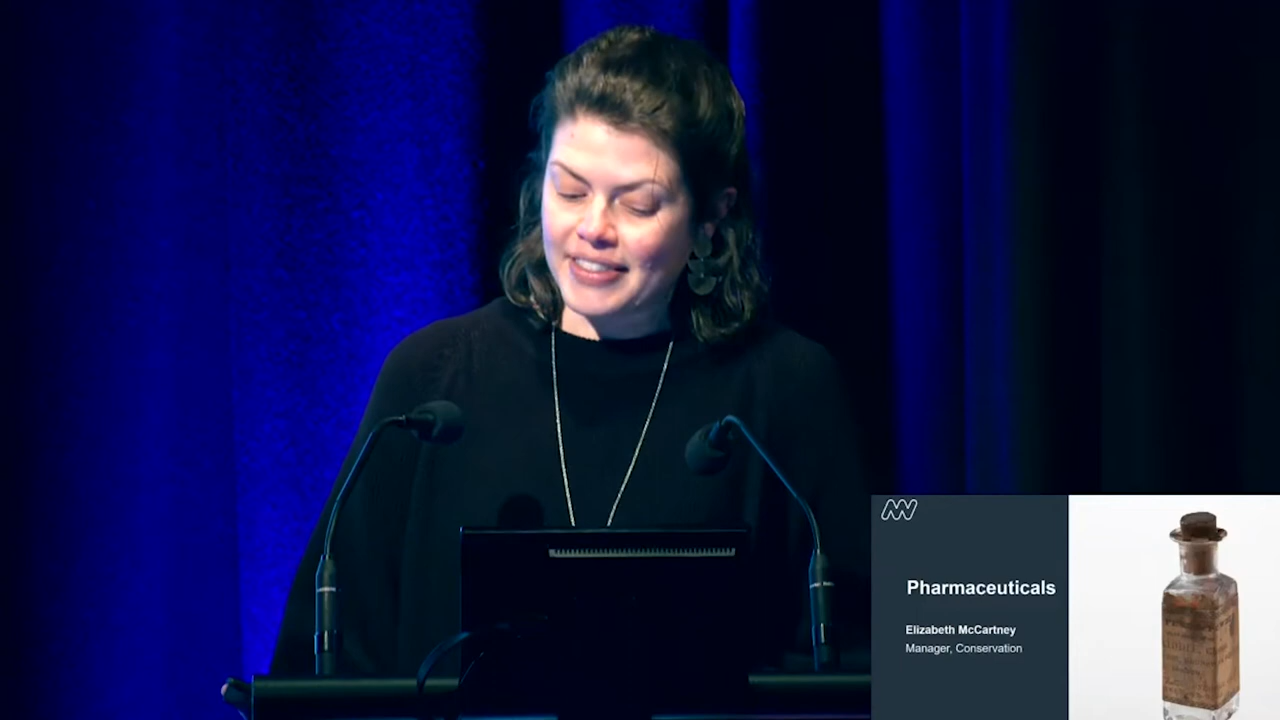 Pharmaceuticals
Elizabeth McCartney
Manager, Conservation